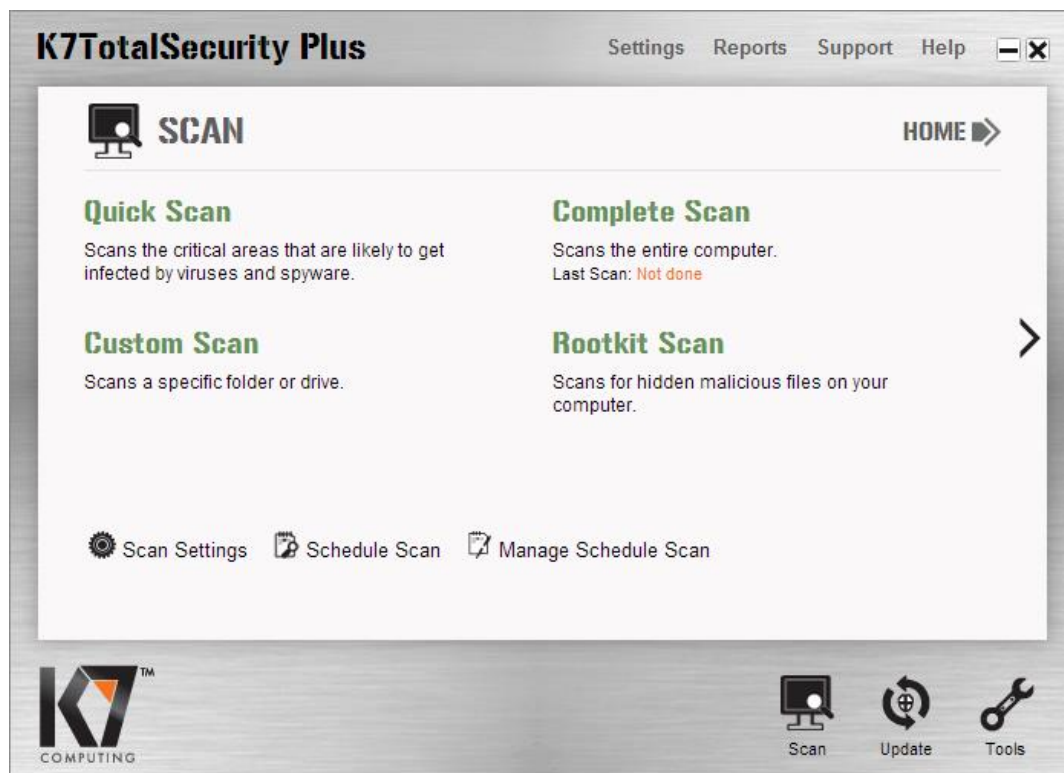 K7TotalSecurity Plus
Settings Reports Support Help
SCAN
HOME
Quick Scan
Scans the critical areas that are likely to get
infected by viruses and spyware.
Complete Scan
Scans the entire computer.
Last Scan: Not done
Custom Scan
Scans a specific folder or drive.
Rootkit Scan
Scans for hidden malicious files on your
computer.
Scan Settings Schedule Scan Manage Schedule Scan
K7 TM
COMPUTING
Scan Update Tools